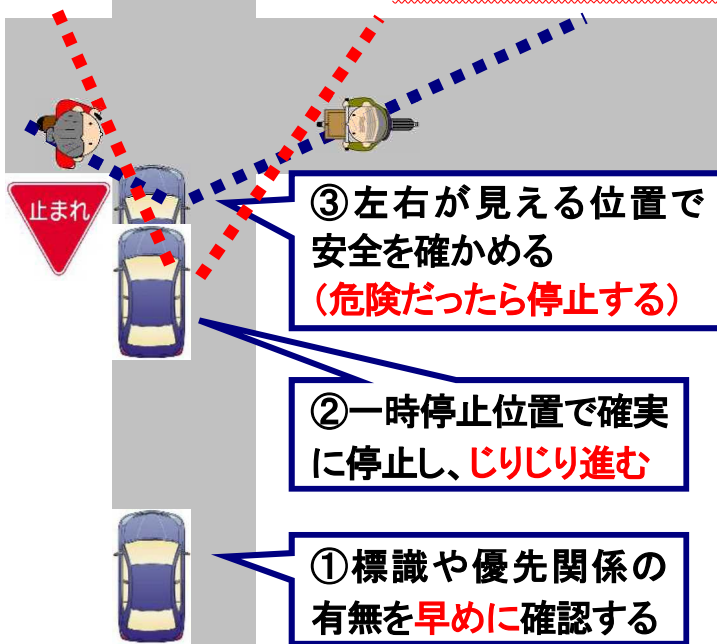 止まれ
③左右が見える位置で
安全を確かめる
（危険だったら停止する）
②一時停止位置で確実
に停止し、じりじり進む
①標識や優先関係の
有無を早めに確認する